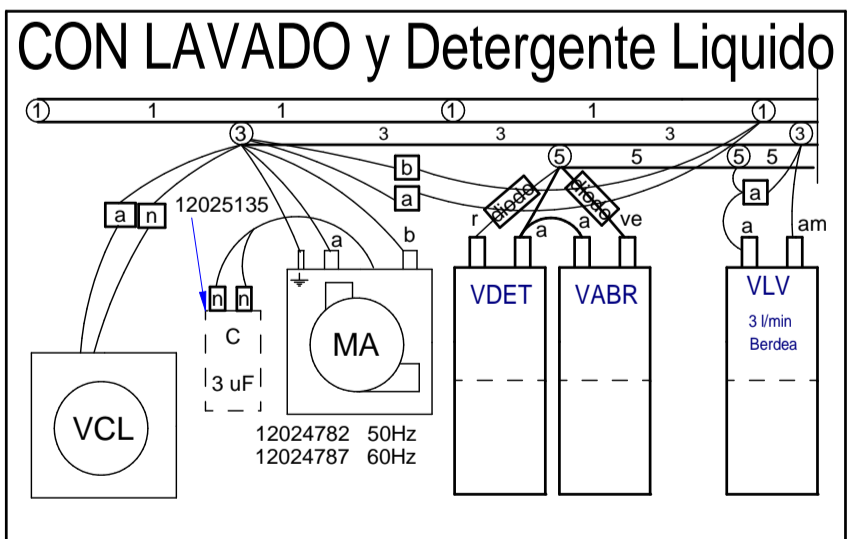 CON LAVADO y Detergente Liquido
1 1 1 1 1 1
3 3 3 3 3
5 5 5 5
b
a
a n 12025135
a b
r diodo a a diodo ve
a
a am
n n
C
3 uF
MA
VDET VABR
VLV
3 l/min
Berdea
VCL
12024782 50Hz
12024787 60Hz